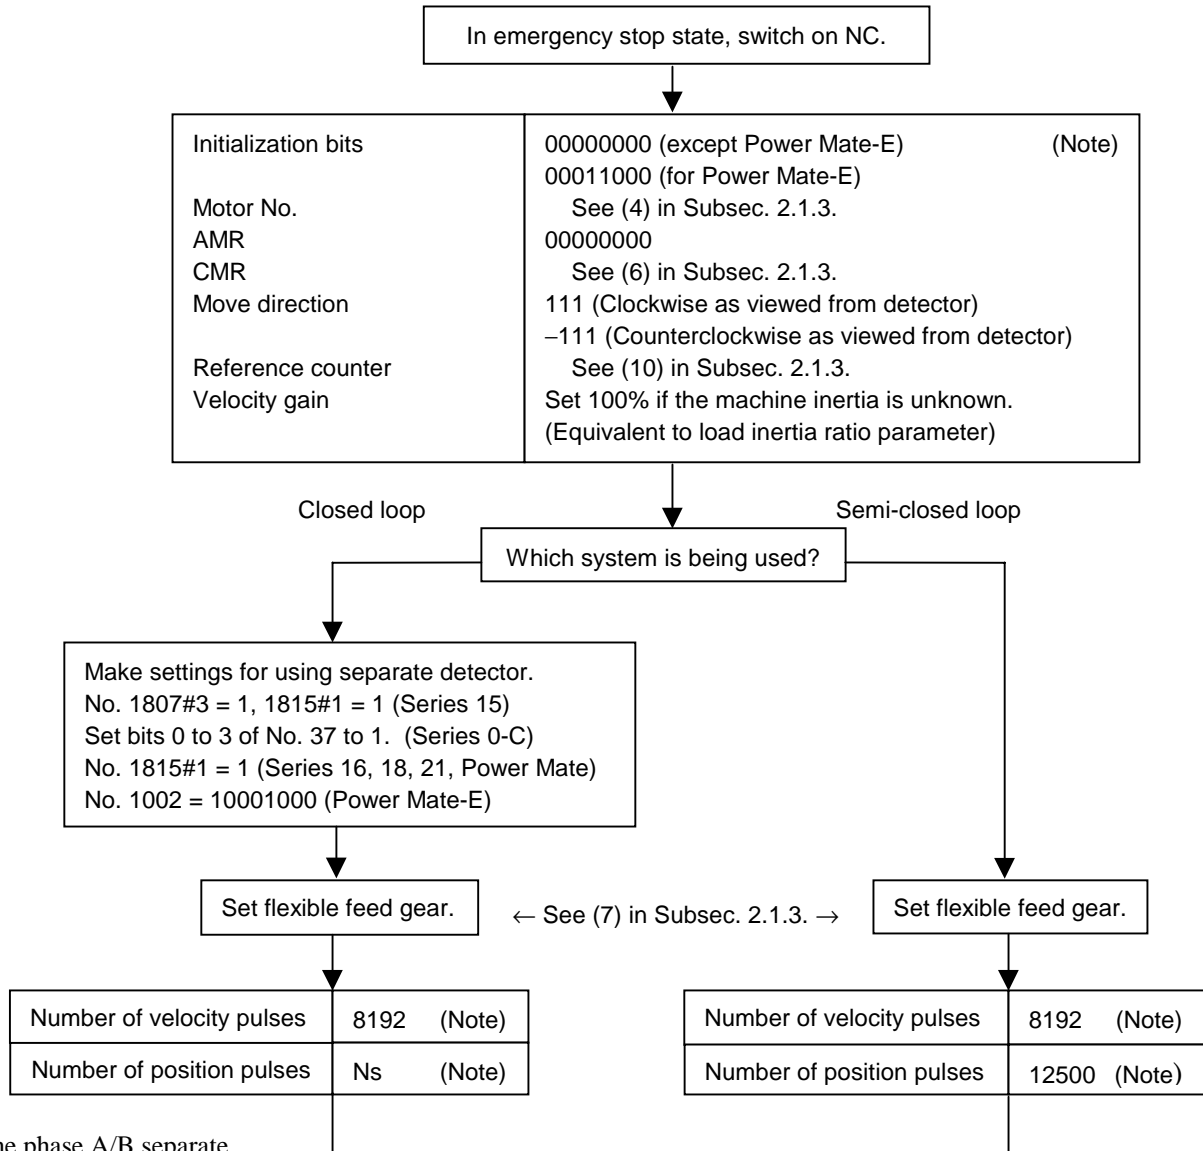 In emergency stop state, switch on NC.
Initialization bits 00000000 (except Power Mate-E) (Note)
00011000 (for Power Mate-E)
Motor No. See (4) in Subsec. 2.1.3.
AMR 00000000
CMR See (6) in Subsec. 2.1.3.
Move direction 111 (Clockwise as viewed from detector)
−111 (Counterclockwise as viewed from detector)
Reference counter See (10) in Subsec. 2.1.3.
Velocity gain Set 100% if the machine inertia is unknown.
(Equivalent to load inertia ratio parameter)
Closed loop Semi-closed loop
Which system is being used?
Make settings for using separate detector.
No. 1807#3 = 1, 1815#1 = 1 (Series 15)
Set bits 0 to 3 of No. 37 to 1. (Series 0-C)
No. 1815#1 = 1 (Series 16, 18, 21, Power Mate)
No. 1002 = 10001000 (Power Mate-E)
Set flexible feed gear. ← See (7) in Subsec. 2.1.3. → Set flexible feed gear.
Number of velocity pulses 8192 (Note)
Number of position pulses Ns (Note)
Number of velocity pulses 8192 (Note)
Number of position pulses 12500 (Note)
phase A/B separate